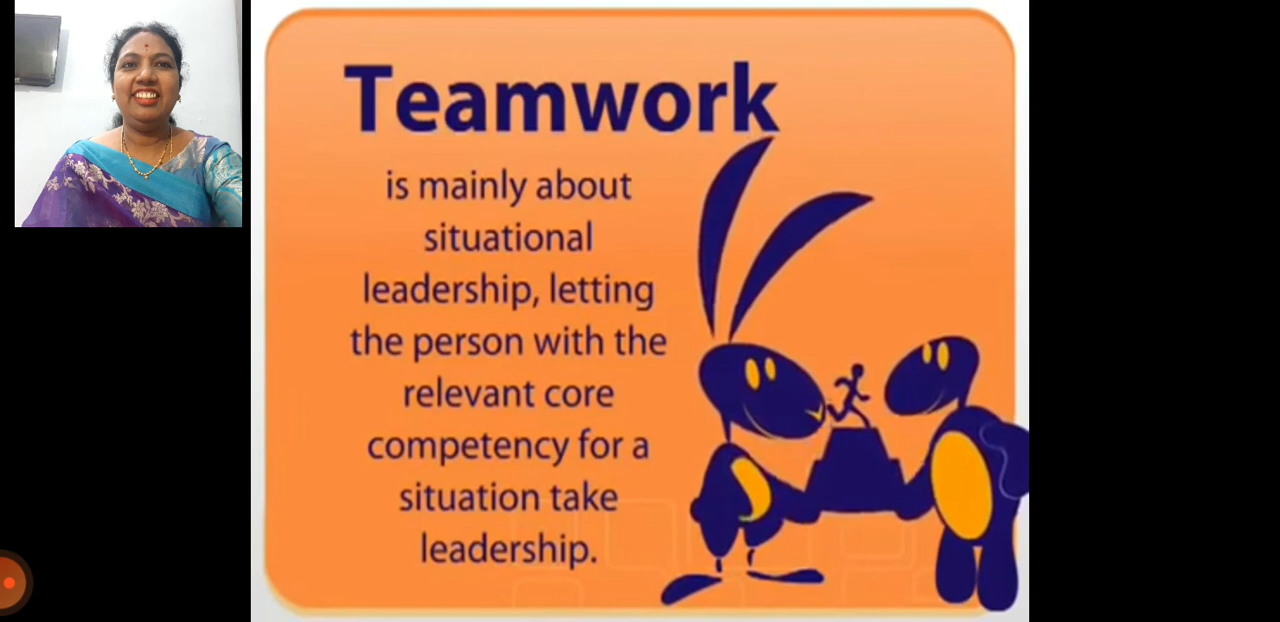 Teamwork
is mainly about
situational
leadership, letting
the person with the
relevant core
competency for a
situation take
leadership.